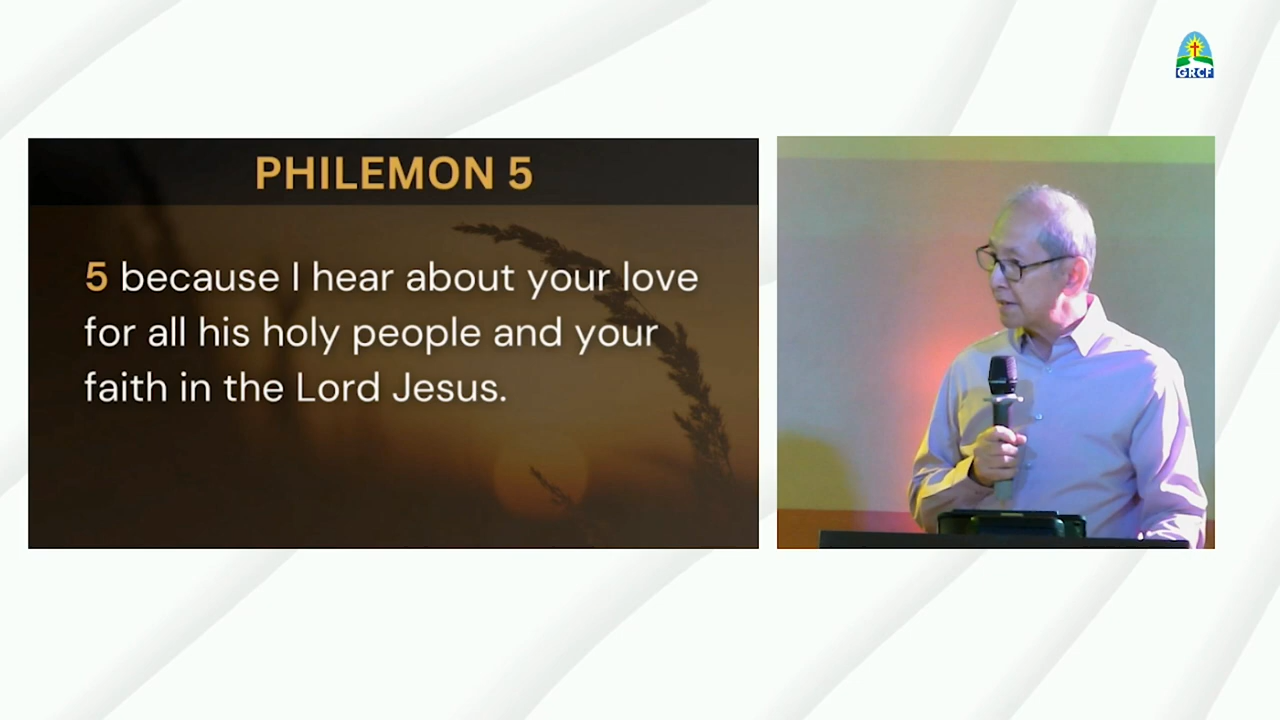 GRCF
PHILEMON 5
5 because I hear about your love
for all his holy people and your
faith in the Lord Jesus.